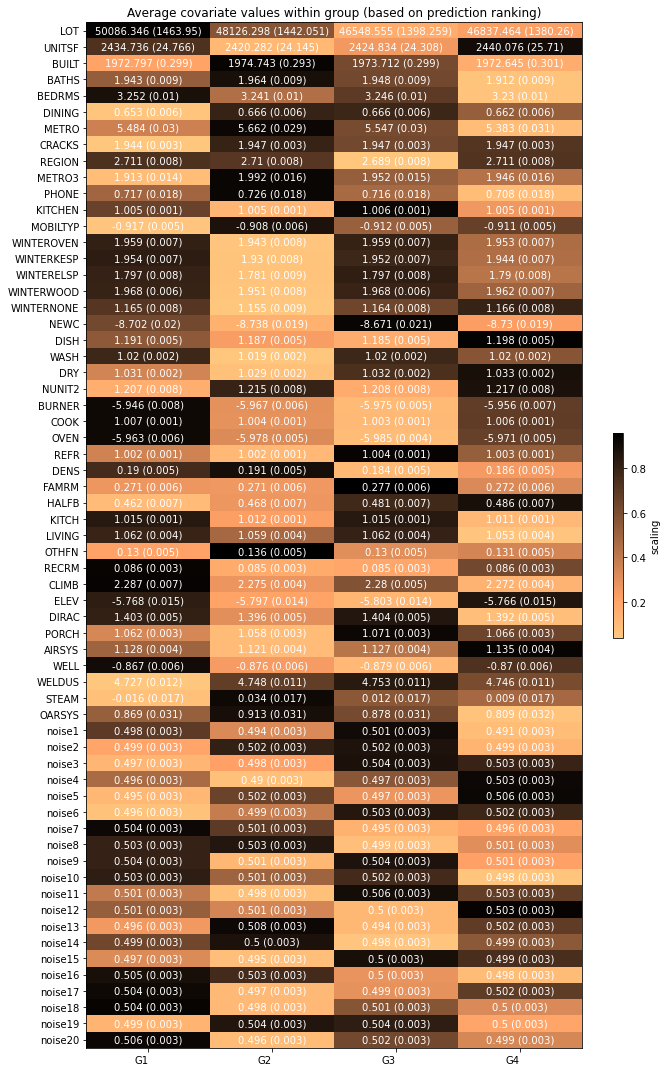 Average covariate values within group (based on prediction ranking)
LOT 50086.346 (1463.95) 48126.298 (1442.051) 46548.555 (1398.259) 46837.464 (1380.26)
UNITSF 2434.736 (24.766) 2420.282 (24.145) 2424.834 (24.308) 2440.076 (25.71)
BUILT 1972.797 (0.299) 1974.743 (0.293) 1973.712 (0.299) 1972.645 (0.301)
BATHS 1.943 (0.009) 1.964 (0.009) 1.948 (0.009) 1.912 (0.009)
BEDRMS 3.252 (0.01) 3.241 (0.01) 3.246 (0.01) 3.23 (0.01)
DINING 0.653 (0.006) 0.666 (0.006) 0.666 (0.006) 0.662 (0.006)
METRO 5.484 (0.03) 5.662 (0.029) 5.547 (0.03) 5.383 (0.031)
CRACKS 1.944 (0.003) 1.947 (0.003) 1.947 (0.003) 1.947 (0.003)
REGION 2.711 (0.008) 2.71 (0.008) 2.689 (0.008) 2.711 (0.008)
METRO3 1.913 (0.014) 1.992 (0.016) 1.952 (0.015) 1.946 (0.016)
PHONE 0.717 (0.018) 0.726 (0.018) 0.716 (0.018) 0.708 (0.018)
KITCHEN 1.005 (0.001) 1.005 (0.001) 1.006 (0.001) 1.005 (0.001)
MOBILTYP -0.917 (0.005) -0.908 (0.006) -0.912 (0.005) -0.911 (0.005)
WINTEROVEN 1.959 (0.007) 1.943 (0.008) 1.959 (0.007) 1.953 (0.007)
WINTERKESP 1.954 (0.007) 1.93 (0.008) 1.952 (0.007) 1.944 (0.007)
WINTERELSP 1.797 (0.008) 1.781 (0.009) 1.797 (0.008) 1.79 (0.008)
WINTERWOOD 1.968 (0.006) 1.951 (0.008) 1.968 (0.006) 1.962 (0.007)
WINTERNONE 1.165 (0.008) 1.155 (0.009) 1.164 (0.008) 1.166 (0.008)
NEWC -8.702 (0.02) -8.738 (0.019) -8.671 (0.021) -8.73 (0.019)
DISH 1.191 (0.005) 1.187 (0.005) 1.185 (0.005) 1.198 (0.005)
WASH 1.02 (0.002) 1.019 (0.002) 1.02 (0.002) 1.02 (0.002)
DRY 1.031 (0.002) 1.029 (0.002) 1.032 (0.002) 1.033 (0.002)
NUNIT2 1.207 (0.008) 1.215 (0.008) 1.208 (0.008) 1.217 (0.008)
BURNER -5.946 (0.008) -5.967 (0.006) -5.975 (0.005) -5.956 (0.007)
COOK 1.007 (0.001) 1.004 (0.001) 1.003 (0.001) 1.006 (0.001)
OVEN -5.963 (0.006) -5.978 (0.005) -5.985 (0.004) -5.971 (0.005)
REFR 1.002 (0.001) 1.002 (0.001) 1.004 (0.001) 1.003 (0.001)
DENS 0.19 (0.005) 0.191 (0.005) 0.184 (0.005) 0.186 (0.005)
FAMRM 0.271 (0.006) 0.271 (0.006) 0.277 (0.006) 0.272 (0.006)
HALFB 0.462 (0.007) 0.468 (0.007) 0.481 (0.007) 0.486 (0.007)
KITCH 1.015 (0.001) 1.012 (0.001) 1.015 (0.001) 1.011 (0.001)
LIVING 1.062 (0.004) 1.059 (0.004) 1.062 (0.004) 1.053 (0.004)
OTHFN 0.13 (0.005) 0.136 (0.005) 0.13 (0.005) 0.131 (0.005)
RECRM 0.086 (0.003) 0.085 (0.003) 0.085 (0.003) 0.086 (0.003)
CLIMB 2.287 (0.007) 2.275 (0.004) 2.28 (0.005) 2.272 (0.004)
ELEV -5.768 (0.015) -5.797 (0.014) -5.803 (0.014) -5.766 (0.015)
DIRAC 1.403 (0.005) 1.396 (0.005) 1.404 (0.005) 1.392 (0.005)
PORCH 1.062 (0.003) 1.058 (0.003) 1.071 (0.003) 1.066 (0.003)
AIRSYS 1.128 (0.004) 1.121 (0.004) 1.127 (0.004) 1.135 (0.004)
WELL -0.867 (0.006) -0.876 (0.006) -0.879 (0.006) -0.87 (0.006)
WELDUS 4.727 (0.012) 4.748 (0.011) 4.753 (0.011) 4.746 (0.011)
STEAM -0.016 (0.017) 0.034 (0.017) 0.012 (0.017) 0.009 (0.017)
OARSYS 0.869 (0.031) 0.913 (0.031) 0.878 (0.031) 0.809 (0.032)
noise1 0.498 (0.003) 0.494 (0.003) 0.501 (0.003) 0.491 (0.003)
noise2 0.499 (0.003) 0.502 (0.003) 0.502 (0.003) 0.499 (0.003)
noise3 0.497 (0.003) 0.498 (0.003) 0.504 (0.003) 0.503 (0.003)
noise4 0.496 (0.003) 0.49 (0.003) 0.497 (0.003) 0.503 (0.003)
noise5 0.495 (0.003) 0.502 (0.003) 0.497 (0.003) 0.506 (0.003)
noise6 0.496 (0.003) 0.499 (0.003) 0.503 (0.003) 0.502 (0.003)
noise7 0.504 (0.003) 0.501 (0.003) 0.495 (0.003) 0.496 (0.003)
noise8 0.503 (0.003) 0.503 (0.003) 0.499 (0.003) 0.501 (0.003)
noise9 0.504 (0.003) 0.501 (0.003) 0.504 (0.003) 0.501 (0.003)
noise10 0.503 (0.003) 0.501 (0.003) 0.502 (0.003) 0.498 (0.003)
noise11 0.501 (0.003) 0.498 (0.003) 0.506 (0.003) 0.503 (0.003)
noise12 0.501 (0.003) 0.501 (0.003) 0.5 (0.003) 0.503 (0.003)
noise13 0.496 (0.003) 0.508 (0.003) 0.494 (0.003) 0.502 (0.003)
noise14 0.499 (0.003) 0.5 (0.003) 0.498 (0.003) 0.499 (0.003)
noise15 0.497 (0.003) 0.495 (0.003) 0.5 (0.003) 0.499 (0.003)
noise16 0.505 (0.003) 0.503 (0.003) 0.5 (0.003) 0.498 (0.003)
noise17 0.504 (0.003) 0.497 (0.003) 0.499 (0.003) 0.502 (0.003)
noise18 0.504 (0.003) 0.498 (0.003) 0.501 (0.003) 0.5 (0.003)
noise19 0.499 (0.003) 0.504 (0.003) 0.504 (0.003) 0.5 (0.003)
noise20 0.506 (0.003) 0.496 (0.003) 0.502 (0.003) 0.499 (0.003)
G1 G2 G3 G4
0.8
0.6
0.4
0.2
scaling